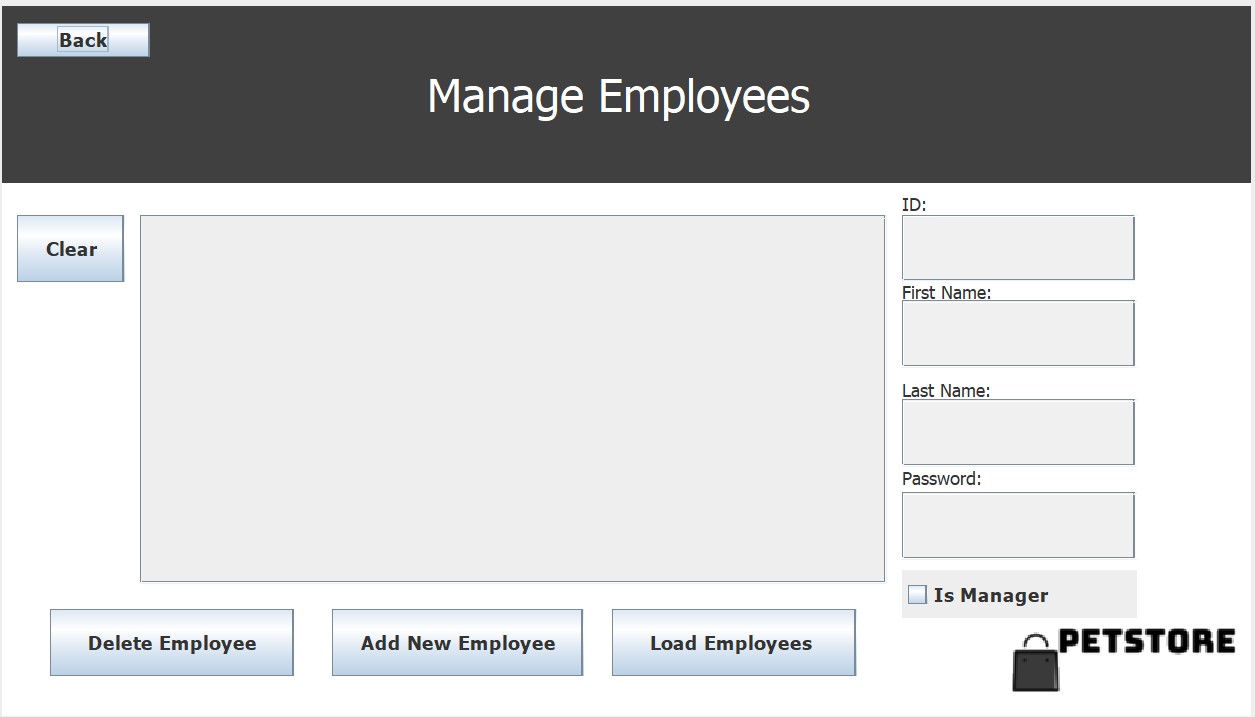 Back
Manage Employees
Clear
ID:
First Name:
Last Name:
Password:
Is Manager
Delete Employee
Add New Employee
Load Employees
PETSTORE